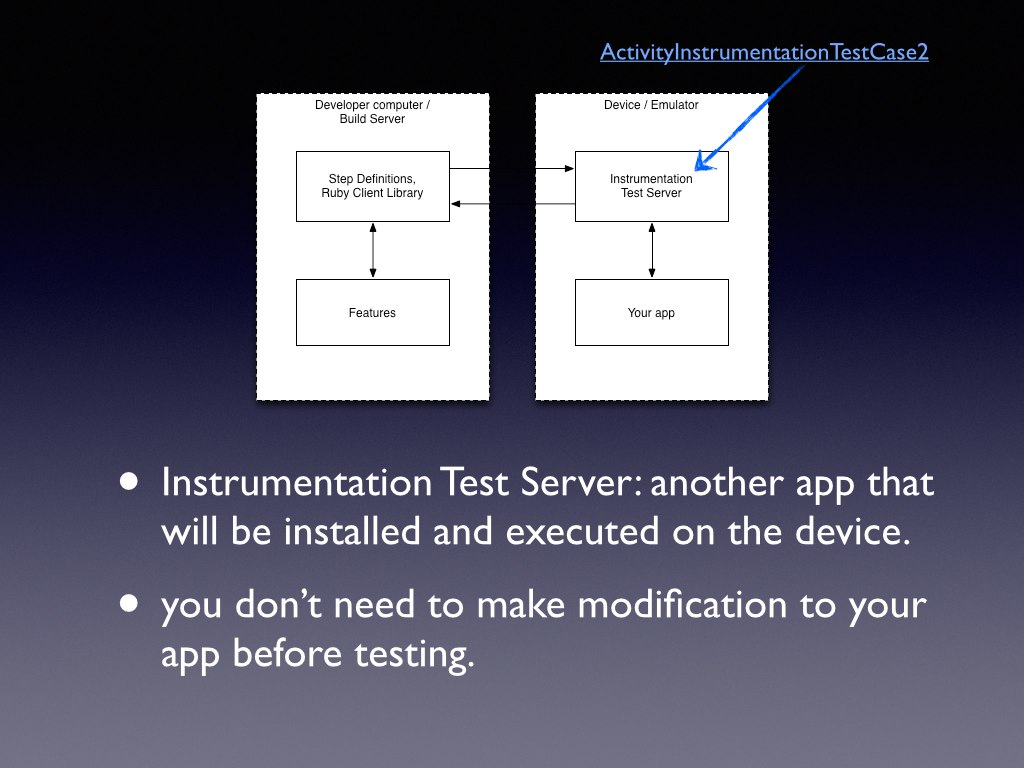 ActivityInstrumentationTestCase2
Developer computer /
Build Server
Device / Emulator
Step Definitions,
Ruby Client Library
Instrumentation
Test Server
Features
Your app
• Instrumentation Test Server: another app that
will be installed and executed on the device.
• you don’t need to make modification to your
app before testing.